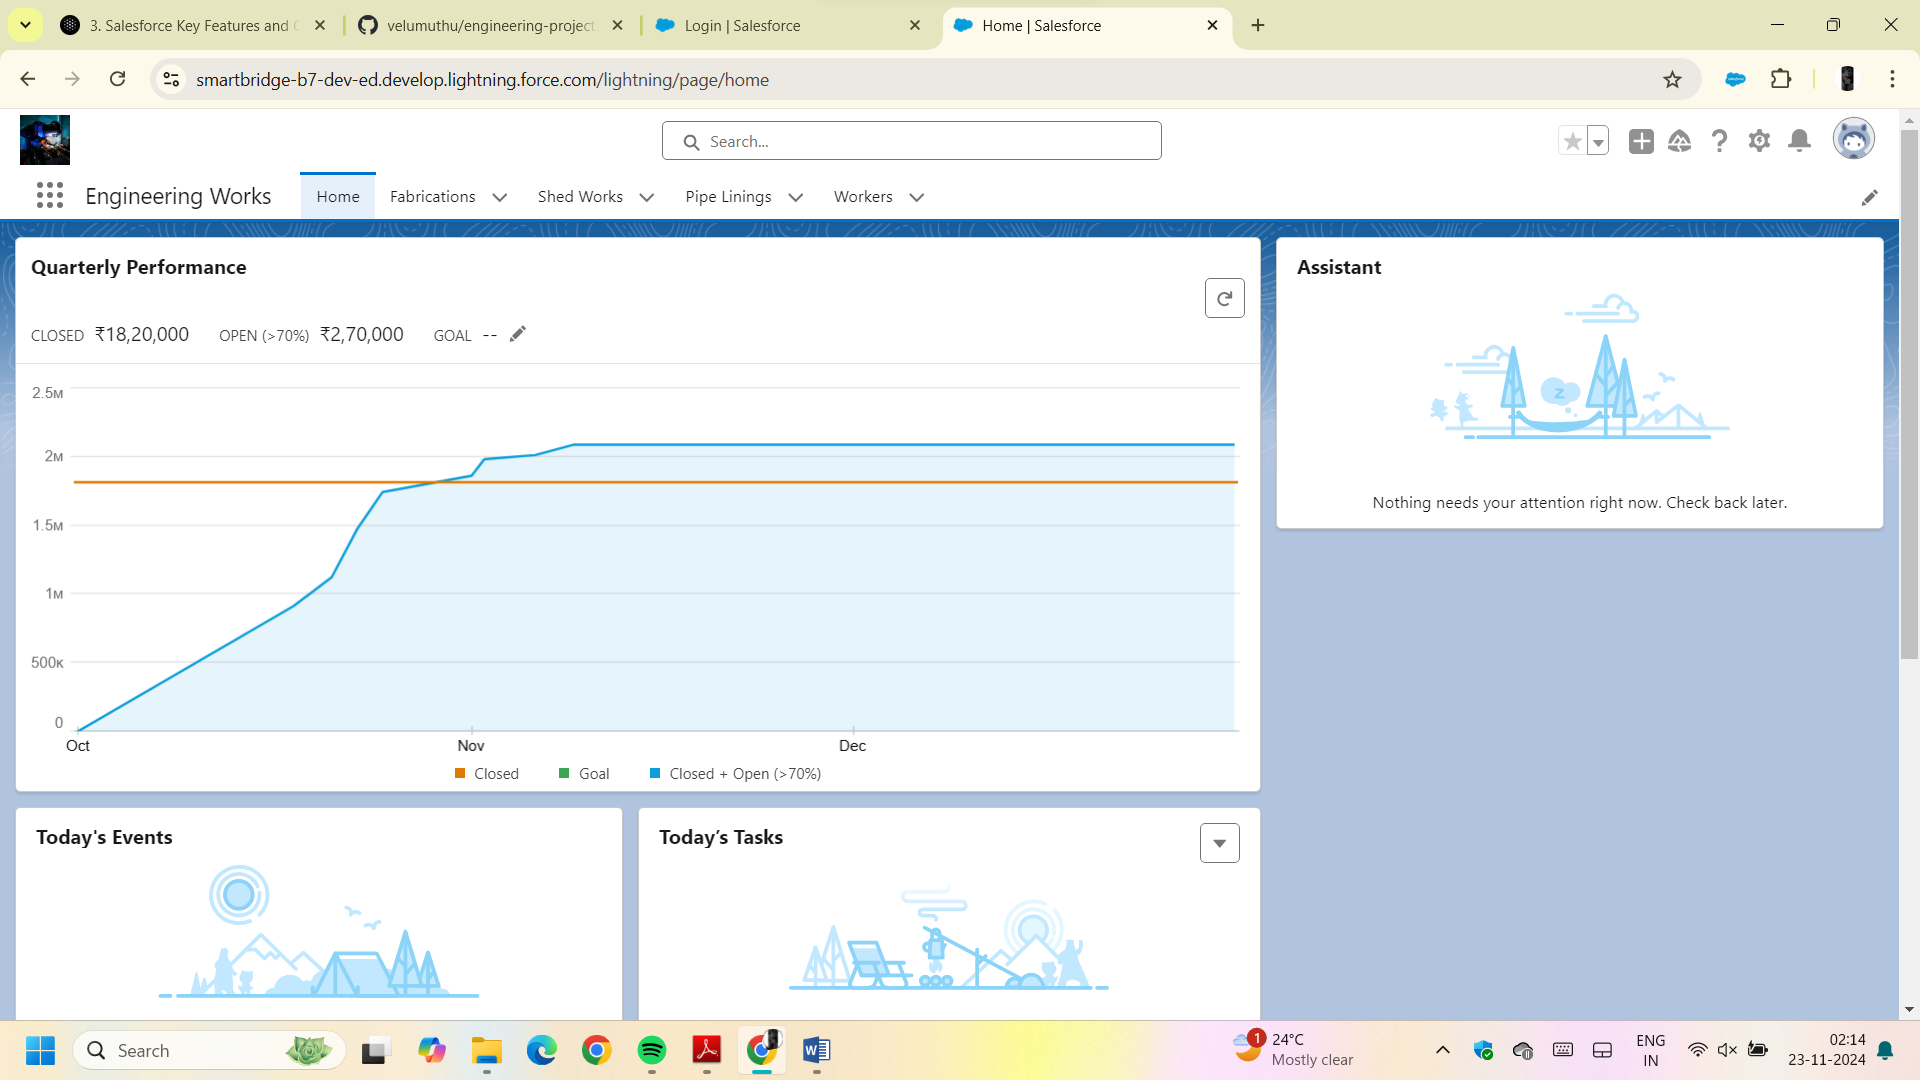 3. Salesforce Key Features and C
velumuthu/engineering-project
Login | Salesforce
Home | Salesforce
smartbridge-b7-dev-ed.develop.lightning.force.com/lightning/page/home
Search...
Engineering Works
Home
Fabrications
Shed Works
Pipe Linings
Workers
Quarterly Performance
CLOSED ₹18,20,000 OPEN (>70%) ₹2,70,000 GOAL --
2.5M
2M
1.5M
1M
500K
0
Oct Nov Dec
Closed Goal Closed + Open (>70%)
Assistant
z
Nothing needs your attention right now. Check back later.
Today's Events
Today’s Tasks
Search
1
24°C
Mostly clear
ENG
IN
02:14
23-11-2024